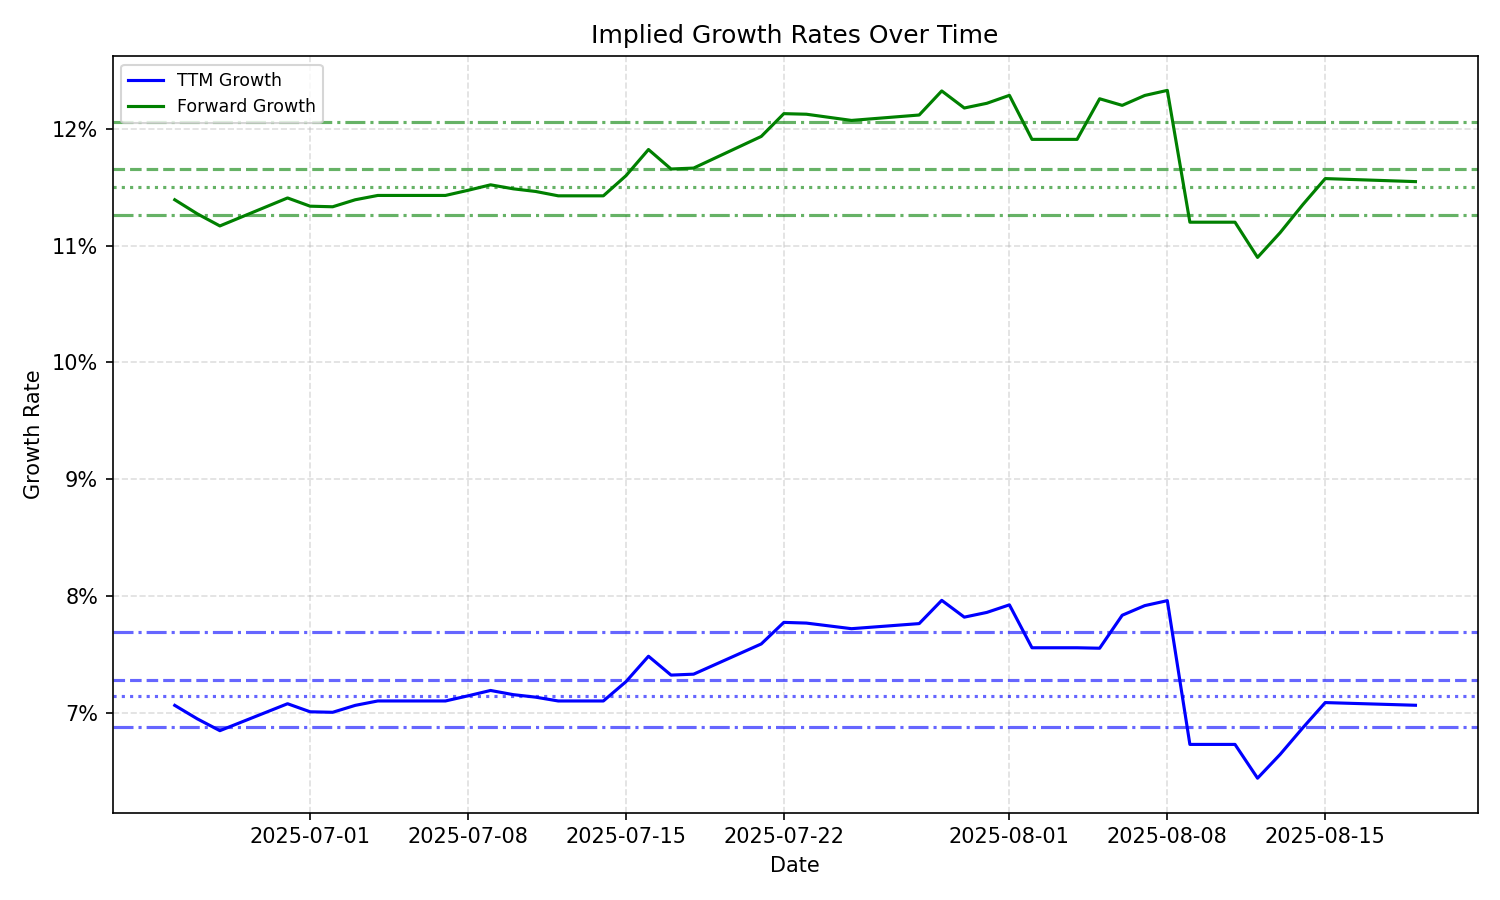 Implied Growth Rates Over Time
TTM Growth
Forward Growth
12%
11%
10%
9%
8%
7%
Growth Rate
2025-07-01
2025-07-08
2025-07-15
2025-07-22
2025-08-01
2025-08-08
2025-08-15
Date